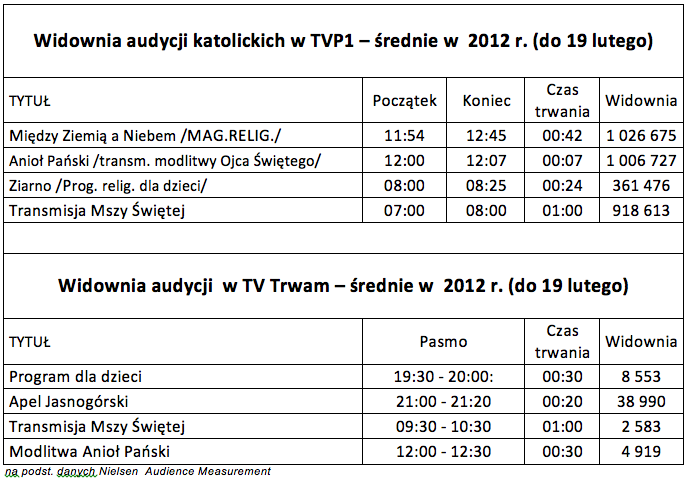 Widownia audycji katolickich w TVP1 – średnie w 2012 r. (do 19 lutego)
TYTUŁ Początek Koniec Czas trwania Widownia
Między Ziemią a Niebem /MAG.RELIG./ 11:54 12:45 00:42 1 026 675
Anioł Pański /transm. modlitwy Ojca Świętego/ 12:00 12:07 00:07 1 006 727
Ziarno /Prog. relig. dla dzieci/ 08:00 08:25 00:24 361 476
Transmisja Mszy Świętej 07:00 08:00 01:00 918 613
Widownia audycji w TV Trwam – średnie w 2012 r. (do 19 lutego)
TYTUŁ Pasmo Czas trwania Widownia
Program dla dzieci 19:30 - 20:00: 00:30 8 553
Apel Jasnogórski 21:00 - 21:20 00:20 38 990
Transmisja Mszy Świętej 09:30 - 10:30 01:00 2 583
Modlitwa Anioł Pański 12:00 - 12:30 00:30 4 919
na podst. danych Nielsen Audience Measurement